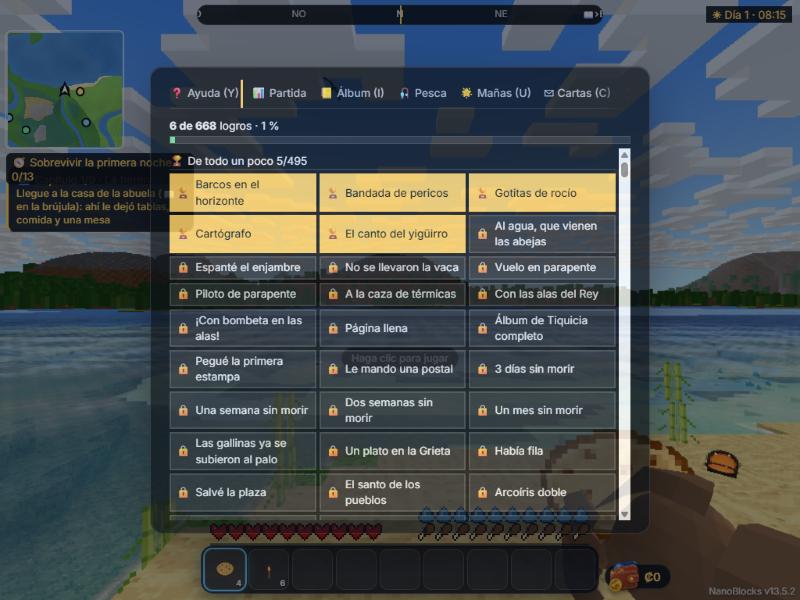 NO
N
NE
Día 1 · 08:15
Ayuda (Y)
Partida
Álbum (I)
Pesca
Mañas (U)
Cartas (C)
6 de 668 logros · 1 %
Sobrevivir la primera noche
0/13
Llegue a la casa de la abuela (
en la brújula): ahí le dejó tablas,
comida y una mesa
De todo un poco 5/495
Barcos en el
horizonte
Bandada de pericos
Gotitas de rocío
Cartógrafo
El canto del yigüirro
Al agua, que vienen
las abejas
Espanté el enjambre
No se llevaron la vaca
Vuelo en parapente
Piloto de parapente
A la caza de térmicas
Con las alas del Rey
¡Con bombeta en las
alas!
Página llena
Álbum de Tiquicia
completo
Haga clic para jugar
Pegué la primera
estampa
Le mando una postal
3 días sin morir
Una semana sin morir
Dos semanas sin
morir
Un mes sin morir
Las gallinas ya se
subieron al palo
Un plato en la Grieta
Había fila
Salvé la plaza
El santo de los
pueblos
Arcoíris doble
4
6
₡0
NanoBlocks v13.5.2